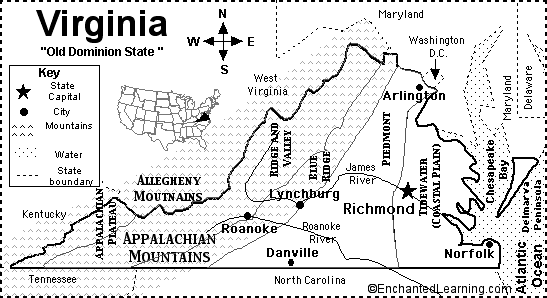 Virginia
"Old Dominion State"
N
W E
S
Maryland
Washington
D.C.
Key
State
Capital
City
Mountains
Water
State
boundary
West
Virginia
Arlington
Maryland
Delaware
RIDGE AND
VALLEY
BLUE
RIDGE
PIEDMONT
TIDEWATER
(COASTAL PLAIN)
Chesapeake
Bay
Delmarva
Peninsula
ALLEGHENY
MOUTNAINS
James
River
Lynchburg
Richmond
Kentucky
APPALACHIAN
PLATEAU
Roanoke
Roanoke
River
APPALACHIAN
MOUNTAINS
Danville
Norfolk
Atlantic
Ocean
Tennessee
North Carolina
©EnchantedLearning.com